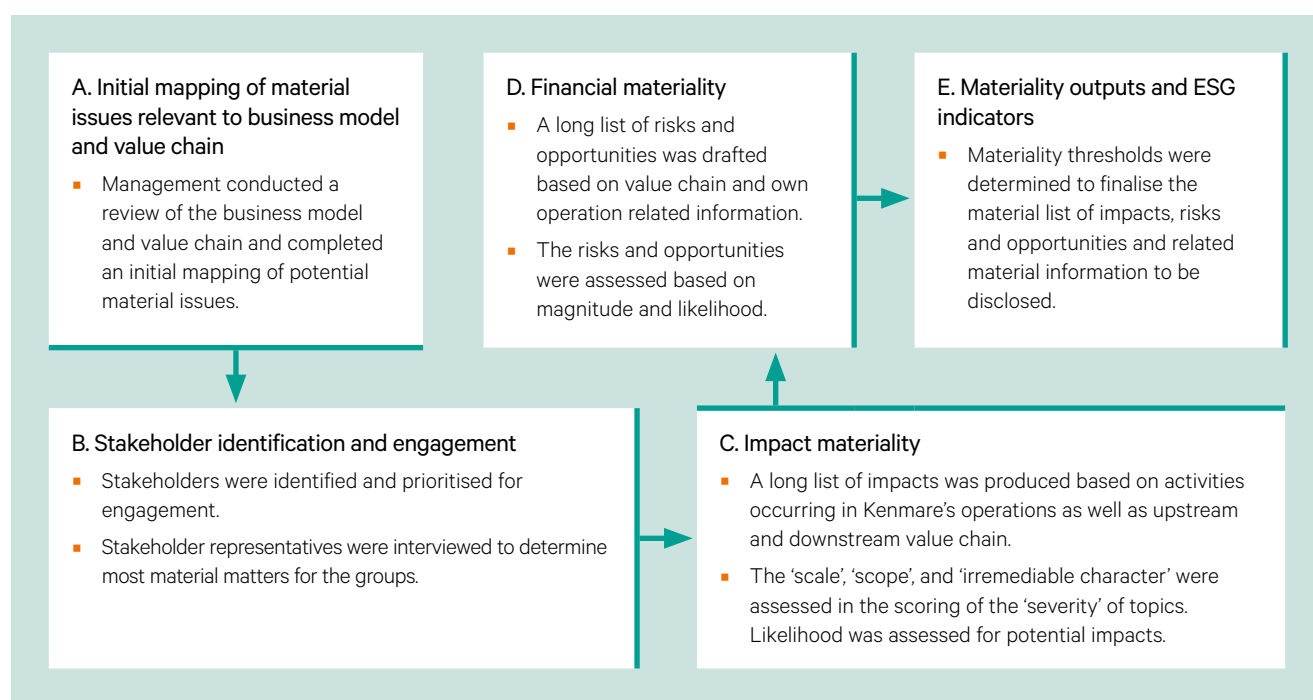 A. Initial mapping of material
issues relevant to business model
and value chain
▪ Management conducted a
review of the business model
and value chain and completed
an initial mapping of potential
material issues.
B. Stakeholder identification and engagement
▪ Stakeholders were identified and prioritised for
engagement.
▪ Stakeholder representatives were interviewed to determine
most material matters for the groups.
C. Impact materiality
▪ A long list of impacts was produced based on activities
occurring in Kenmare’s operations as well as upstream
and downstream value chain.
▪ The ‘scale’, ‘scope’, and ‘irremediable character’ were
assessed in the scoring of the ‘severity’ of topics.
Likelihood was assessed for potential impacts.
D. Financial materiality
▪ A long list of risks and
opportunities was drafted
based on value chain and own
operation related information.
▪ The risks and opportunities
were assessed based on
magnitude and likelihood.
E. Materiality outputs and ESG
indicators
▪ Materiality thresholds were
determined to finalise the
material list of impacts, risks
and opportunities and related
material information to be
disclosed.